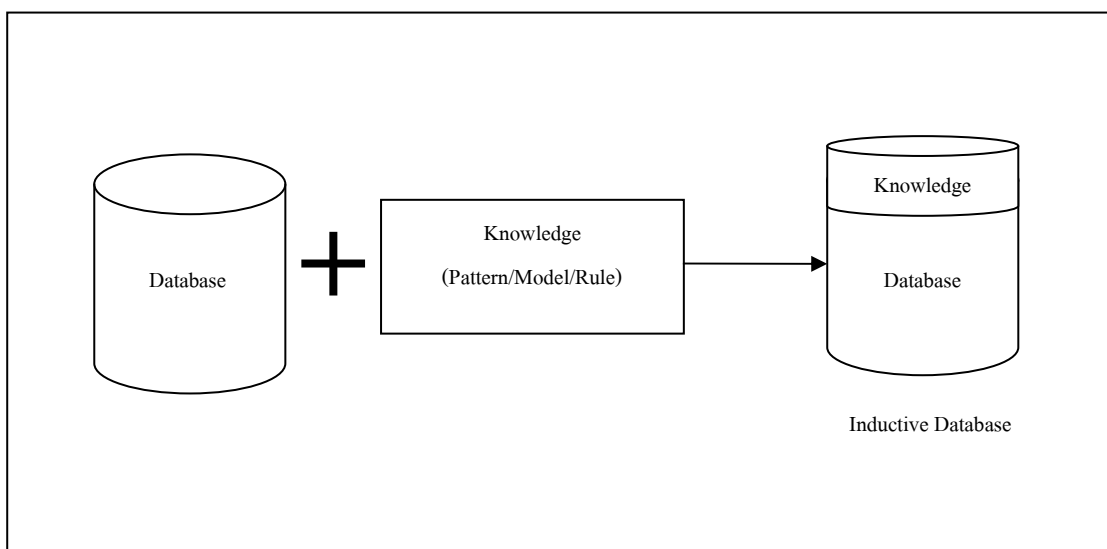 Database
Knowledge
(Pattern/Model/Rule)
Knowledge
Database
Inductive Database